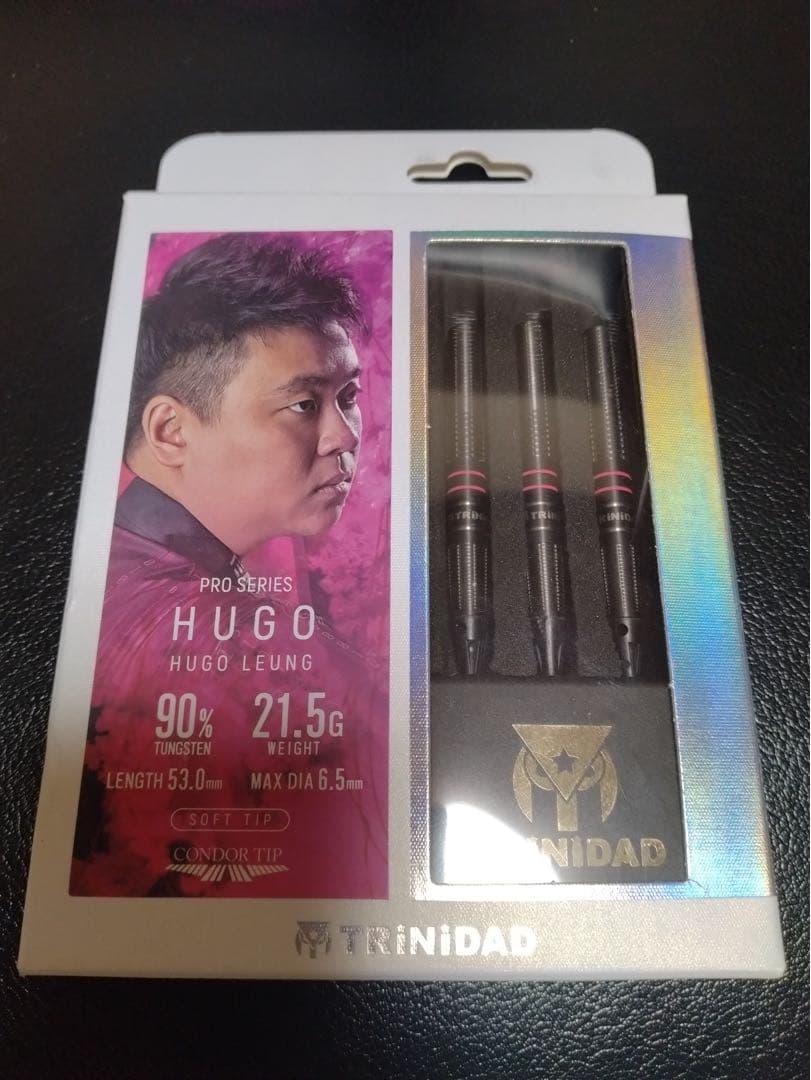 PRO SERIES
HUGO
HUGO LEUNG
90% 21.5G
TUNGSTEN WEIGHT
LENGTH 53.0mm MAX DIA 6.5mm
SOFT TIP
CONDOR TIP
TRiNiDAD
TRiNiDAD